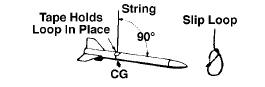 Tape Holds
Loop In Place
String
90°
Slip Loop
CG